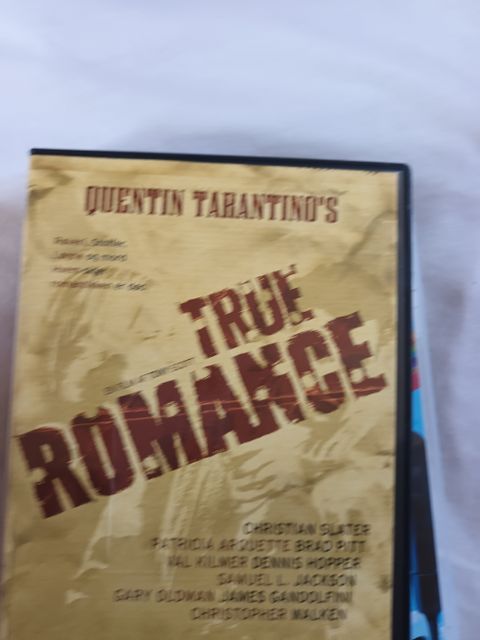 QUENTIN TARANTINO'S
TRUE
ROMANCE
CHRISTIAN SLATER
PATRICIA ARQUETTE BRAD PITT
VAL KILMER DENNIS HOPPER
SAMUEL L. JACKSON
GARY OLDMAN JAMES GANDOLFINI
CHRISTOPHER WALKEN